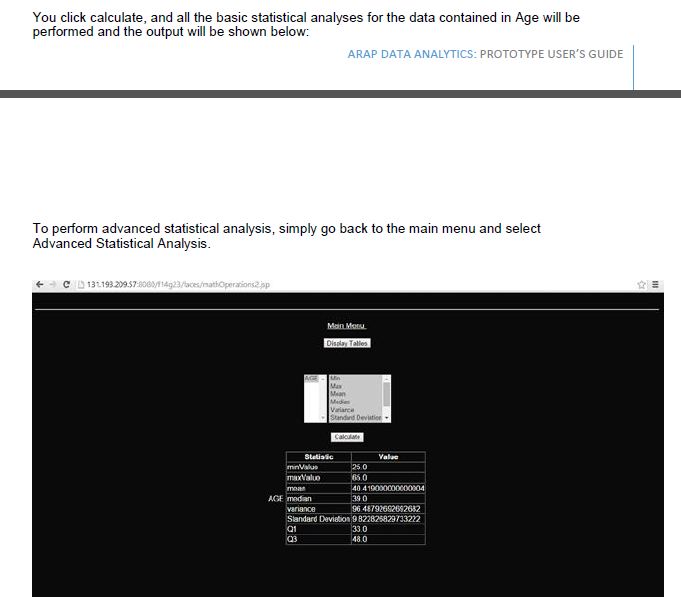 You click calculate, and all the basic statistical analyses for the data contained in Age will be
performed and the output will be shown below:
ARAP DATA ANALYTICS: PROTOTYPE USER'S GUIDE
To perform advanced statistical analysis, simply go back to the main menu and select
Advanced Statistical Analysis.
131.193.209.57:8080/f14g23/faces/mathOperations2.jsp
Main Menu
Display Tables
AGE Min
Max
Mean
Median
Variance
Standard Deviation
Calculate
Statistic Value
minValue 25.0
maxValue 65.0
mean 40.419000000000004
AGE median 39.0
variance 96.48792692692682
Standard Deviation 9.822826829733222
Q1 33.0
Q3 48.0